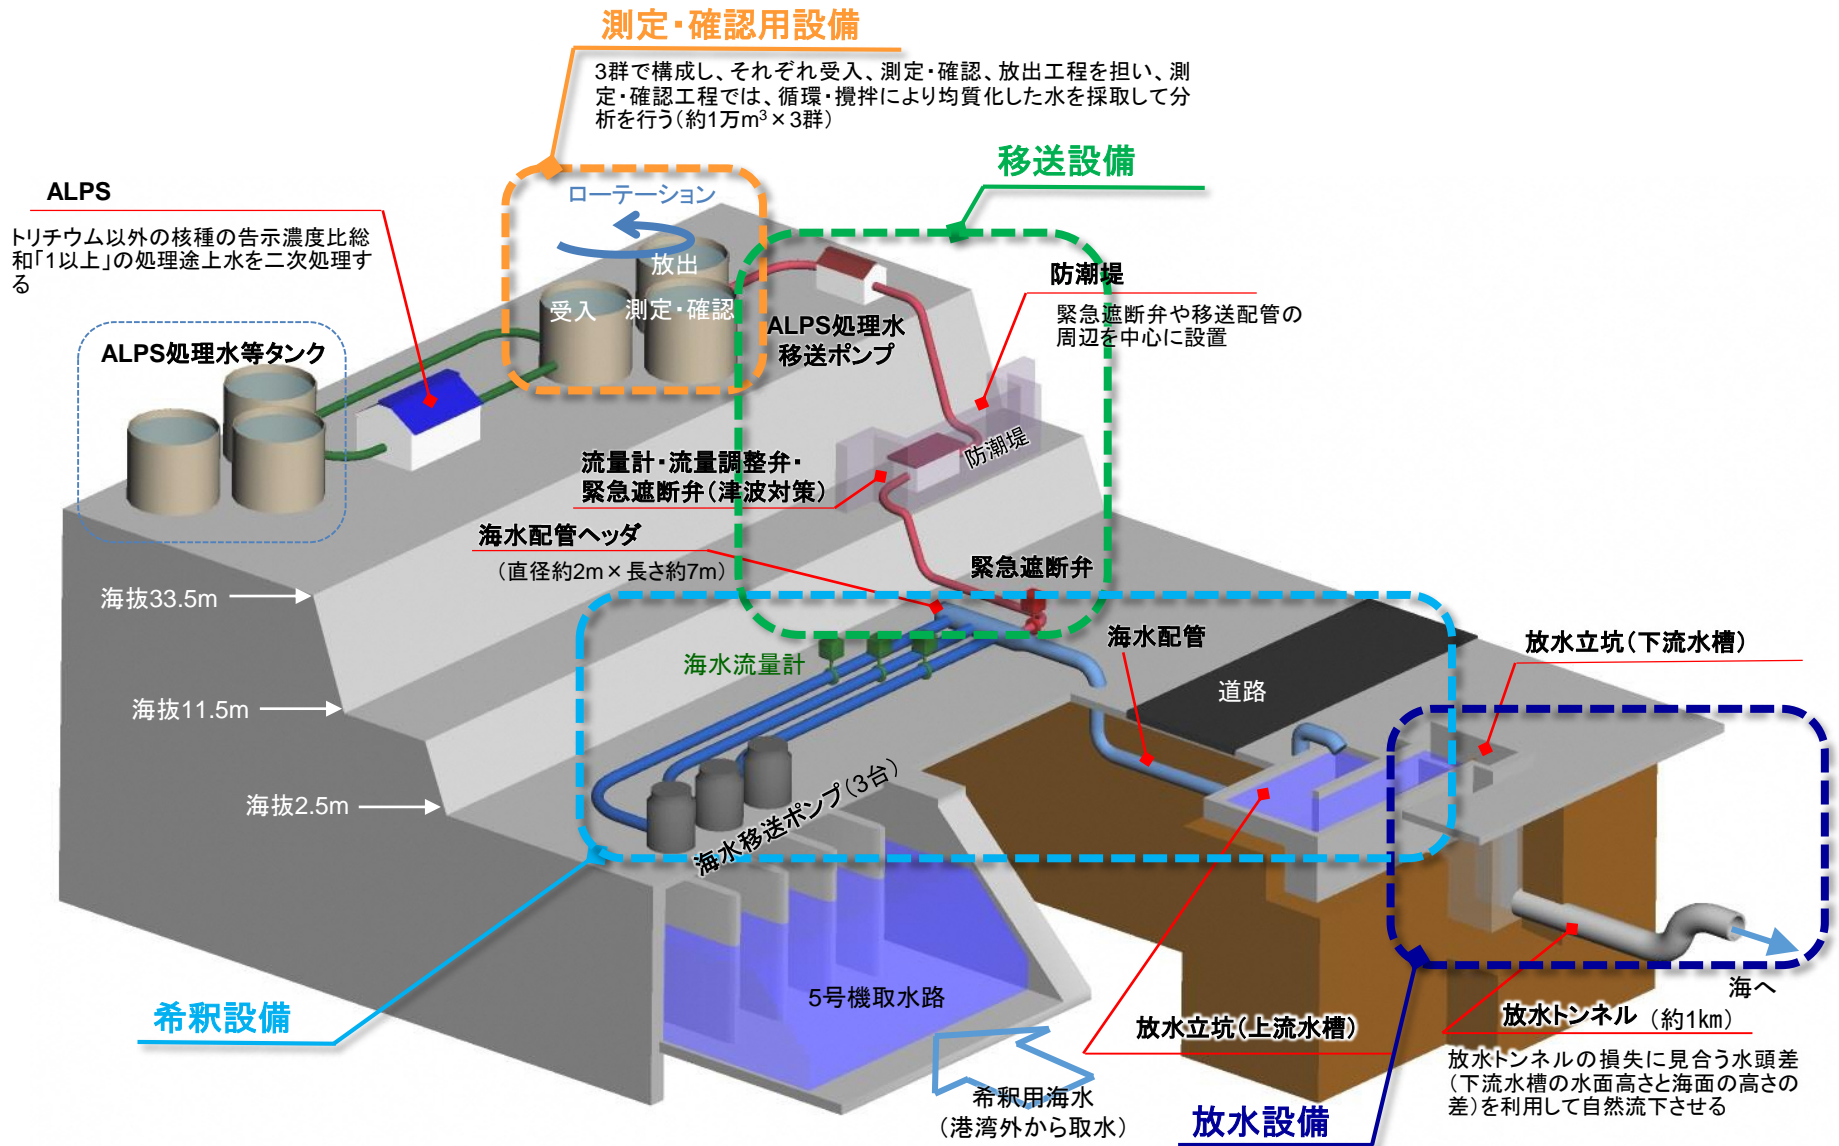 測定・確認用設備
3群で構成し、それぞれ受入、測定・確認、放出工程を担い、測
定・確認工程では、循環・攪拌により均質化した水を採取して分
析を行う(約1万m³×3群)
移送設備
ALPS
トリチウム以外の核種の告示濃度比総
和「1以上」の処理途上水を二次処理す
る
ローテーション
放出
受入
測定・確認
防潮堤
緊急遮断弁や移送配管の
周辺を中心に設置
ALPS処理水
移送ポンプ
ALPS処理水等タンク
防潮堤
流量計・流量調整弁・
緊急遮断弁(津波対策)
海水配管ヘッダ
(直径約2m×長さ約7m)
緊急遮断弁
海抜33.5m
海水配管
放水立坑(下流水槽)
海水流量計
道路
海抜11.5m
海抜2.5m
海水移送ポンプ(3台)
5号機取水路
海へ
希釈設備
放水立坑(上流水槽)
放水トンネル (約1km)
放水トンネルの損失に見合う水頭差
(下流水槽の水面高さと海面の高さの
差)を利用して自然流下させる
希釈用海水
(港湾外から取水)
放水設備